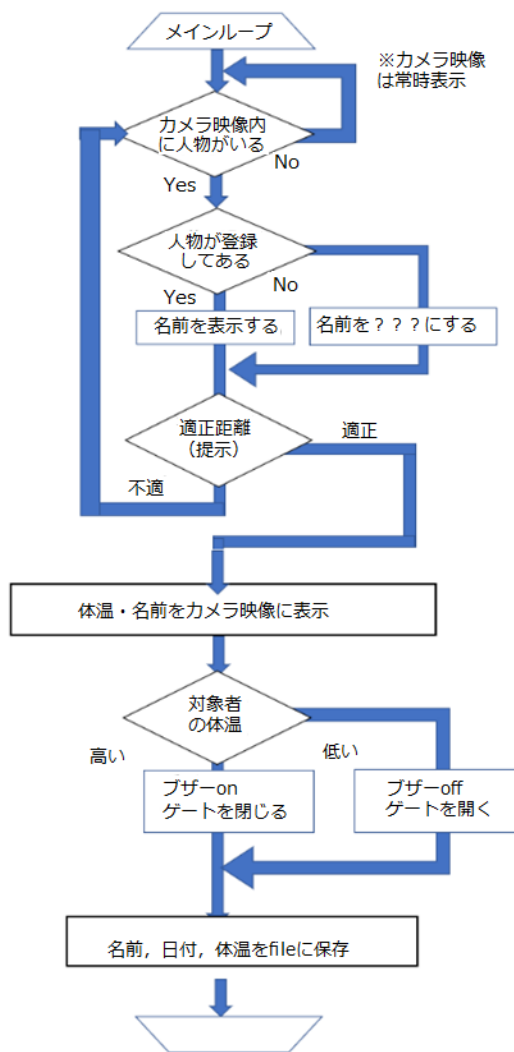 メインループ
※カメラ映像
は常時表示
カメラ映像内
に人物がいる
No
Yes
人物が登録
してある
No
Yes
名前を表示する
名前を？？？にする
適正距離
（提示）
適正
不適
体温・名前をカメラ映像に表示
対象者
の体温
高い
低い
ブザーon
ゲートを閉じる
ブザーoff
ゲートを開く
名前，日付，体温をfileに保存